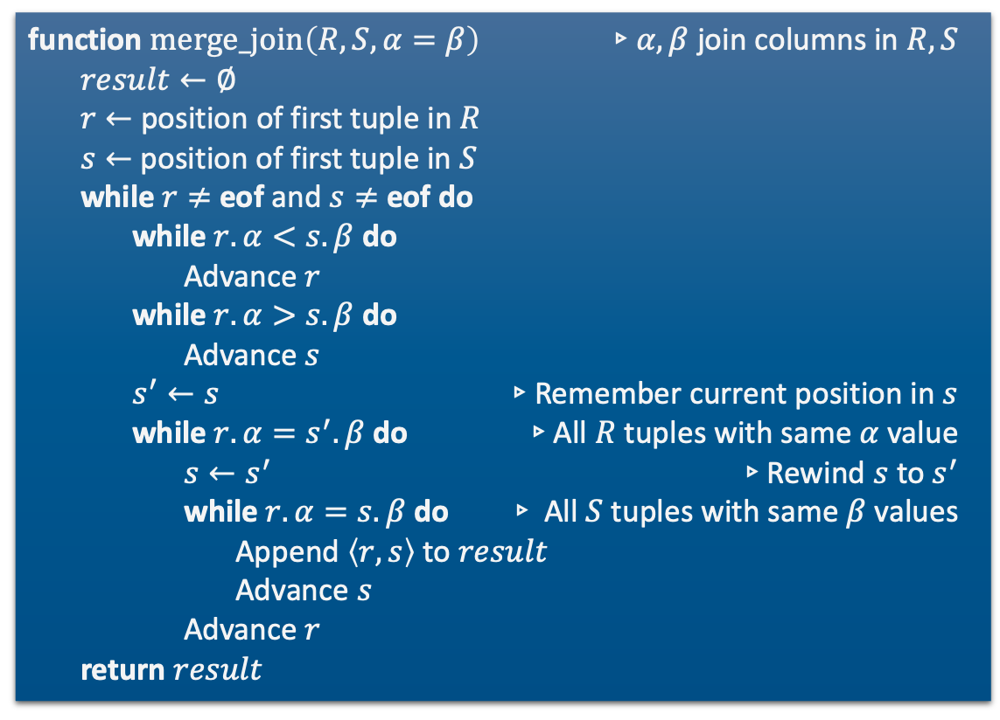 function merge_join(R, S, α = β) ▹ α, β join columns in R, S
result ← ∅
r ← position of first tuple in R
s ← position of first tuple in S
while r ≠ eof and s ≠ eof do
while r.α < s.β do
Advance r
while r.α > s.β do
Advance s
s′ ← s ▹ Remember current position in s
while r.α = s′.β do ▹ All R tuples with same α value
s ← s′ ▹ Rewind s to s′
while r.α = s.β do ▹ All S tuples with same β values
Append ⟨r, s⟩ to result
Advance s
Advance r
return result